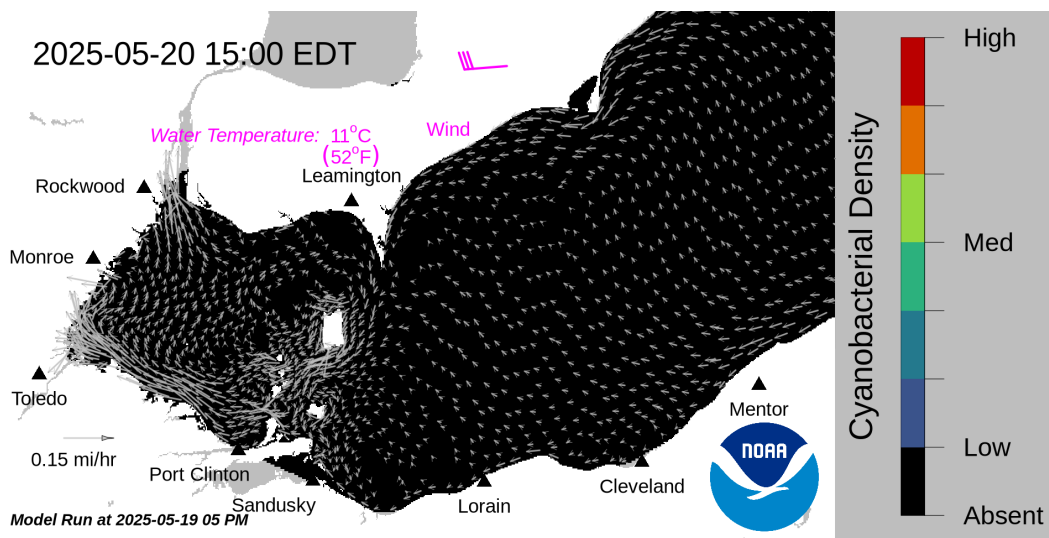 2025-05-20 15:00 EDT
Water Temperature: 11°C
(52°F)
Wind
Leamington
Rockwood
Monroe
Toledo
0.15 mi/hr
Port Clinton
Sandusky
Lorain
Cleveland
Mentor
NOAA
Model Run at 2025-05-19 05 PM
Cyanobacterial Density
High
Med
Low
Absent